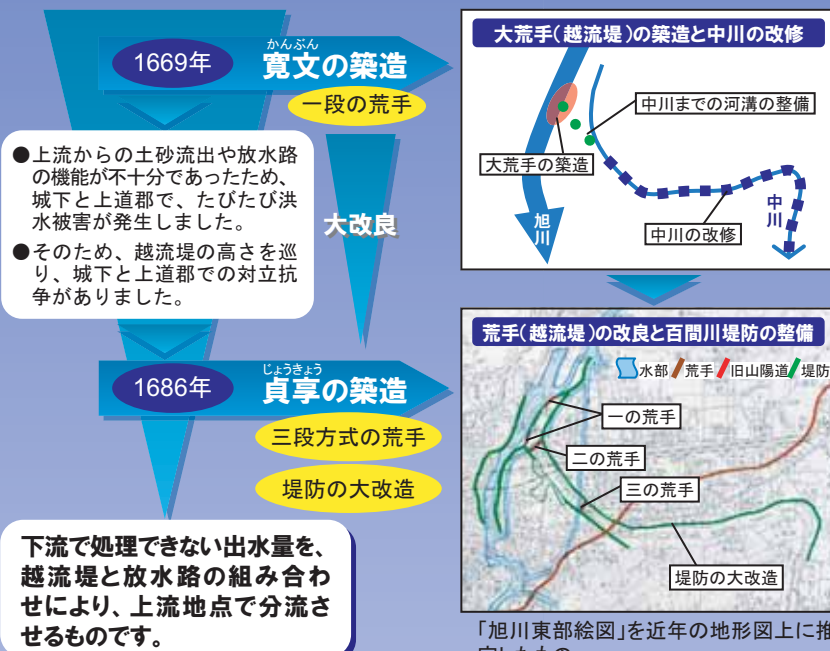 かんぶん
1669年 寛文の築造
一段の荒手
●上流からの土砂流出や放水路
の機能が不十分であったため、
城下と上道郡で、たびたび洪
水被害が発生しました。
●そのため、越流堤の高さを巡
り、城下と上道郡での対立抗
争がありました。
大改良
じょうきょう
1686年 貞享の築造
三段方式の荒手
堤防の大改造
下流で処理できない出水量を、
越流堤と放水路の組み合わ
せにより、上流地点で分流さ
せるものです。
大荒手(越流堤)の築造と中川の改修
中川までの河溝の整備
大荒手の築造
旭川
中川の改修
中川
荒手(越流堤)の改良と百間川堤防の整備
水部 荒手 旧山陽道 堤防
一の荒手
二の荒手
三の荒手
堤防の大改造
「旭川東部絵図」を近年の地形図上に推
定したもの